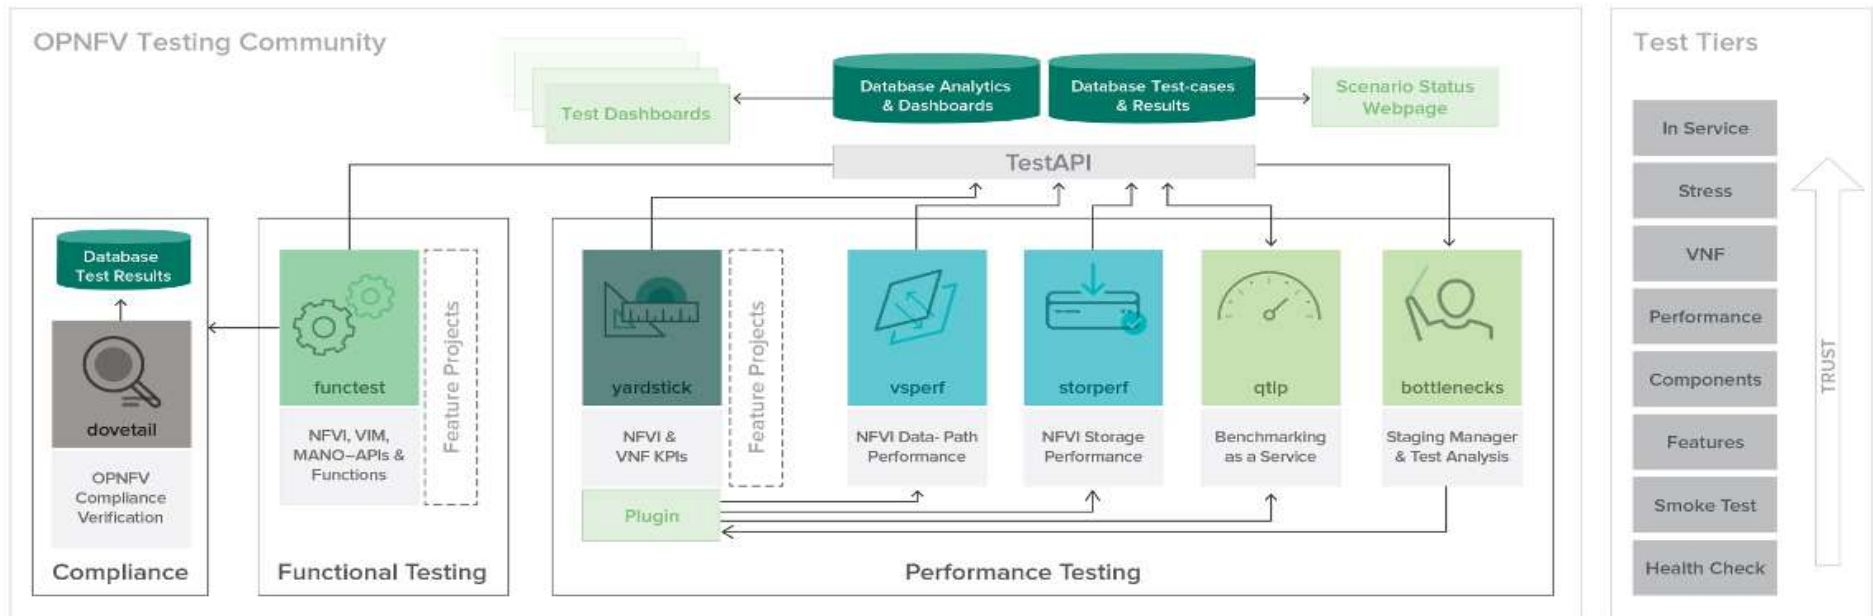 OPNFV Testing Community
Test Dashboards
Database Analytics
& Dashboards
Database Test-cases
& Results
Scenario Status
Webpage
TestAPI
Database
Test Results
dovetail
OPNFV
Compliance
Verification
Compliance
functest
NFVI, VIM,
MANO–APIs &
Functions
Feature Projects
Functional Testing
yardstick
NFVI &
VNF KPIs
Plugin
Feature Projects
vsperf
NFVI Data- Path
Performance
storperf
NFVI Storage
Performance
qtip
Benchmarking
as a Service
bottlenecks
Staging Manager
& Test Analysis
Performance Testing
Test Tiers
In Service
Stress
VNF
Performance
Components
Features
Smoke Test
Health Check
TRUST